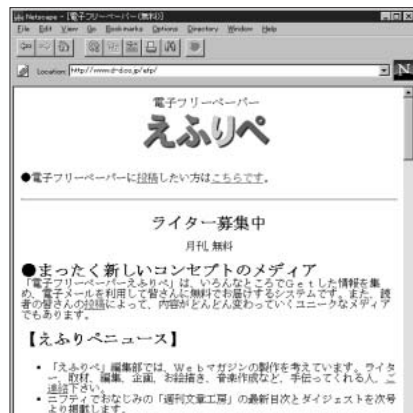 Netscape - [電子フリーペーパー(無料)]
File Edit View Go Bookmarks Options Directory Window Help
Location: http://www.d-d.co.jp/efp/
N
電子フリーペーパー
えふりぺ
●電子フリーペーパーに投稿したい方はこちらです。
ライター募集中
月刊, 無料
●まったく新しいコンセプトのメディア
「電子フリーペーパーえふりぺ」は、いろんなところでGetした情報を集
め、電子メールを利用して皆さんに無料でお届けするシステムです。また、読
者の皆さんの投稿によって、内容がどんどん変わっていくユニークなメディア
でもあります。
【えふりぺニュース】
• 「えふりぺ」編集部では、Webマガジンの製作を考えています。ライタ
ー、取材、編集、企画、お絵描き、音楽作成など、手伝ってくれる人、ご
連絡下さい。
• ニフティでおなじみの「週刊文章工房」の最新目次とダイジェストを次号
より掲載します。